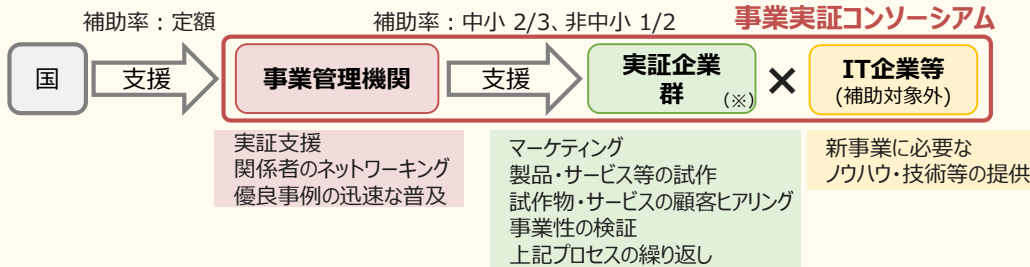 補助率：定額
補助率：中小 2/3、非中小 1/2
事業実証コンソーシアム
国
支援
事業管理機関
支援
実証企業
群
(※)
×
IT企業等
(補助対象外)
実証支援
関係者のネットワーキング
優良事例の迅速な普及
マーケティング
製品・サービス等の試作
試作物・サービスの顧客ヒアリング
事業性の検証
上記プロセスの繰り返し
新事業に必要な
ノウハウ・技術等の提供